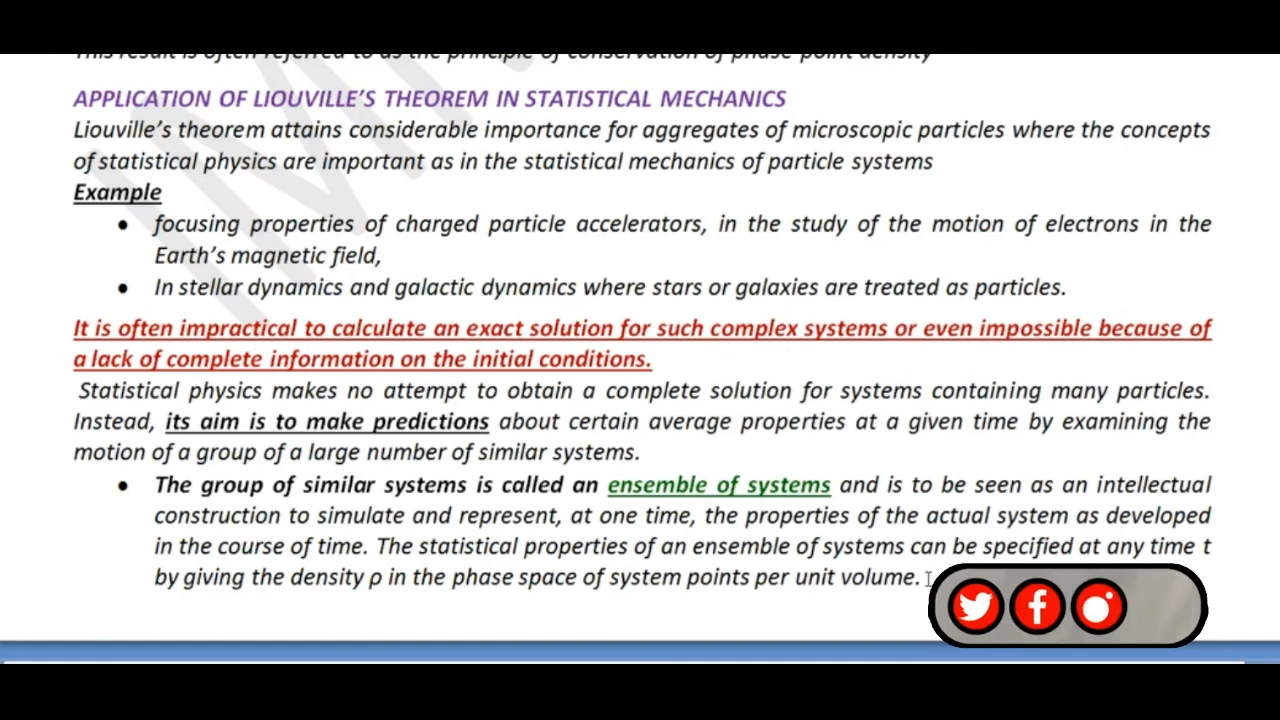 This result is often referred to as the principle of conservation of phase point density
APPLICATION OF LIOUVILLE'S THEOREM IN STATISTICAL MECHANICS
Liouville's theorem attains considerable importance for aggregates of microscopic particles where the concepts
of statistical physics are important as in the statistical mechanics of particle systems
Example
• focusing properties of charged particle accelerators, in the study of the motion of electrons in the
Earth's magnetic field,
• In stellar dynamics and galactic dynamics where stars or galaxies are treated as particles.
It is often impractical to calculate an exact solution for such complex systems or even impossible because of
a lack of complete information on the initial conditions.
Statistical physics makes no attempt to obtain a complete solution for systems containing many particles.
Instead, its aim is to make predictions about certain average properties at a given time by examining the
motion of a group of a large number of similar systems.
• The group of similar systems is called an ensemble of systems and is to be seen as an intellectual
construction to simulate and represent, at one time, the properties of the actual system as developed
in the course of time. The statistical properties of an ensemble of systems can be specified at any time t
by giving the density ρ in the phase space of system points per unit volume.